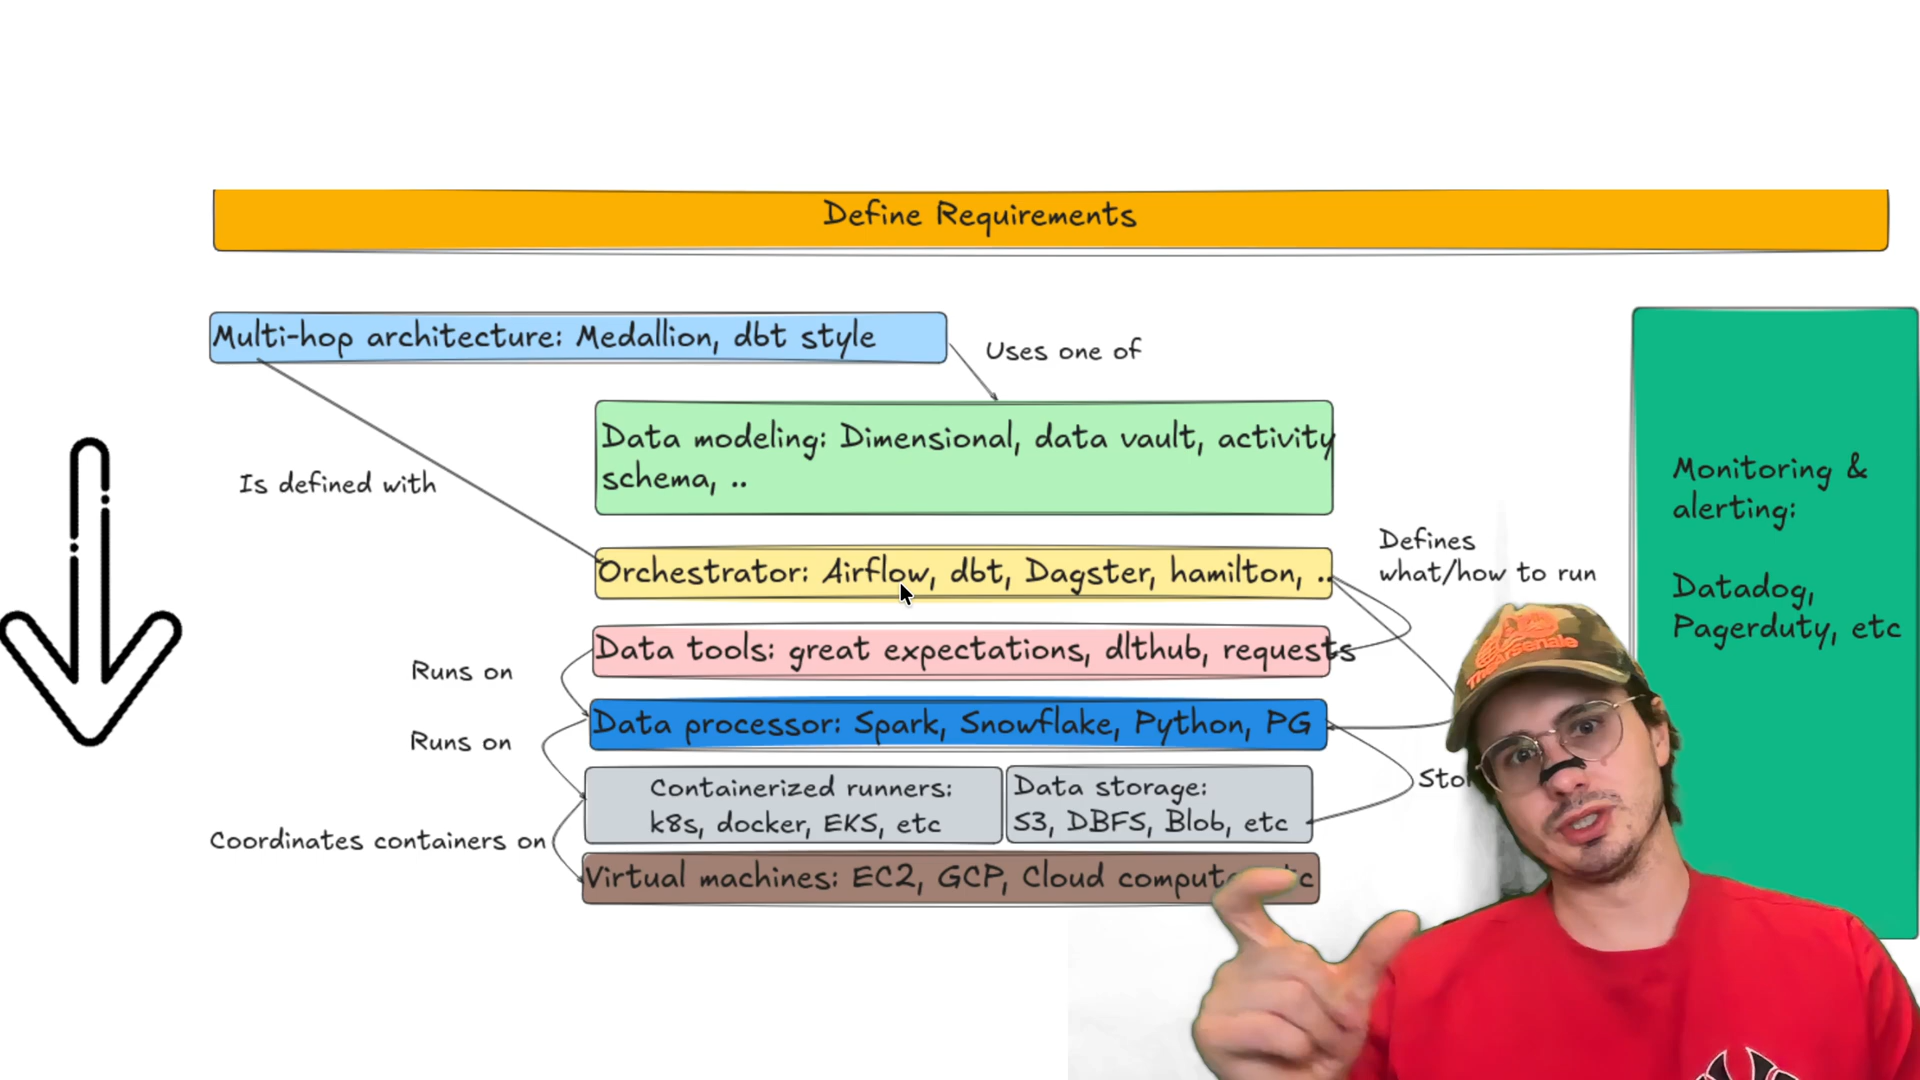 Define Requirements
Multi-hop architecture: Medallion, dbt style
Uses one of
Data modeling: Dimensional, data vault, activity
schema, ..
Is defined with
Orchestrator: Airflow, dbt, Dagster, hamilton, ..
Defines
what/how to run
Data tools: great expectations, dlthub, requests
Runs on
Data processor: Spark, Snowflake, Python, PG
Runs on
Containerized runners:
k8s, docker, EKS, etc
Data storage:
S3, DBFS, Blob, etc
Coordinates containers on
Virtual machines: EC2, GCP, Cloud
Monitoring &
alerting:
Datadog,
Pagerduty, etc